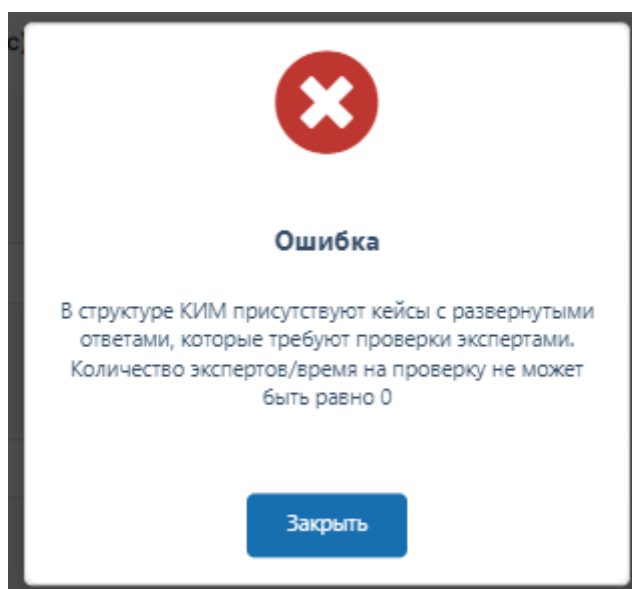 с)
Ошибка
В структуре КИМ присутствуют кейсы с развернутыми
ответами, которые требуют проверки экспертами.
Количество экспертов/время на проверку не может
быть равно 0
Закрыть